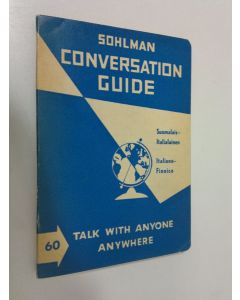 SOHLMAN
CONVERSATION
GUIDE
Suomalais-
Italialainen
Italiano-
Finnico
60
TALK WITH ANYONE
ANYWHERE